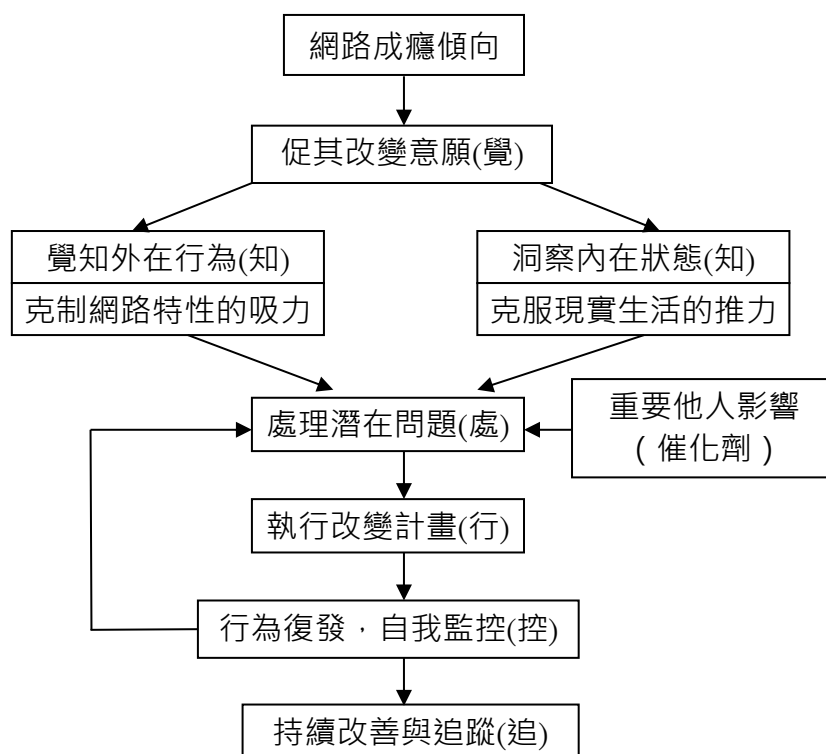 網路成癮傾向
促其改變意願(覺)
覺知外在行為(知)
克制網路特性的吸力
洞察內在狀態(知)
克服現實生活的推力
處理潛在問題(處)
重要他人影響
（催化劑）
執行改變計畫(行)
行為復發，自我監控(控)
持續改善與追蹤(追)